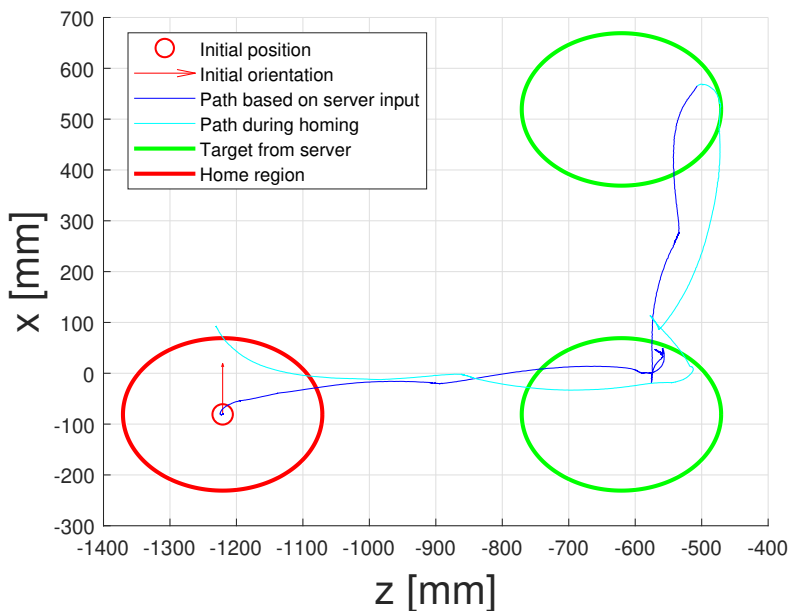 700
600
500
400
300
200
100
0
-100
-200
-300
x [mm]
Initial position
Initial orientation
Path based on server input
Path during homing
Target from server
Home region
-1400 -1300 -1200 -1100 -1000 -900 -800 -700 -600 -500 -400
z [mm]